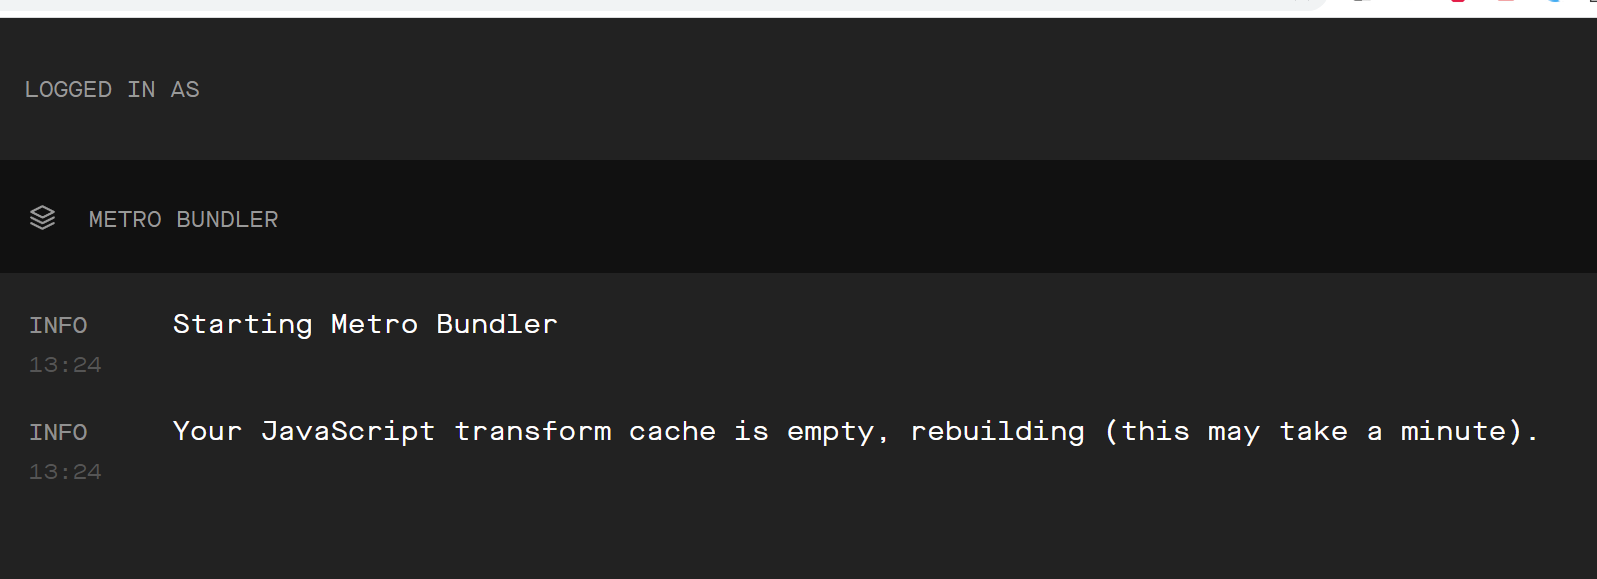 LOGGED IN AS
METRO BUNDLER
INFO Starting Metro Bundler
13:24
INFO Your JavaScript transform cache is empty, rebuilding (this may take a minute).
13:24